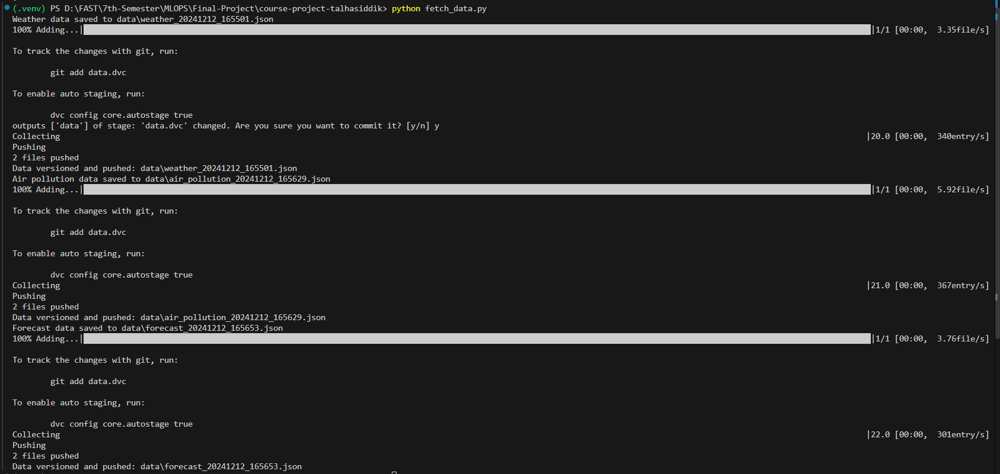 (.venv) PS D:\FAST\7th-Semester\MLOPS\Final-Project\course-project-talhasiddik> python fetch_data.py
Weather data saved to data\weather_20241212_165501.json
100% Adding...| |1/1 [00:00,  3.35file/s]
To track the changes with git, run:
git add data.dvc
To enable auto staging, run:
dvc config core.autostage true
outputs ['data'] of stage: 'data.dvc' changed. Are you sure you want to commit it? [y/n] y
Collecting |20.0 [00:00,  340entry/s]
Pushing
2 files pushed
Data versioned and pushed: data\weather_20241212_165501.json
Air pollution data saved to data\air_pollution_20241212_165629.json
100% Adding...| |1/1 [00:00,  5.92file/s]
To track the changes with git, run:
git add data.dvc
To enable auto staging, run:
dvc config core.autostage true
Collecting |21.0 [00:00,  367entry/s]
Pushing
2 files pushed
Data versioned and pushed: data\air_pollution_20241212_165629.json
Forecast data saved to data\forecast_20241212_165653.json
100% Adding...| |1/1 [00:00,  3.76file/s]
To track the changes with git, run:
git add data.dvc
To enable auto staging, run:
dvc config core.autostage true
Collecting |22.0 [00:00,  301entry/s]
Pushing
2 files pushed
Data versioned and pushed: data\forecast_20241212_165653.json